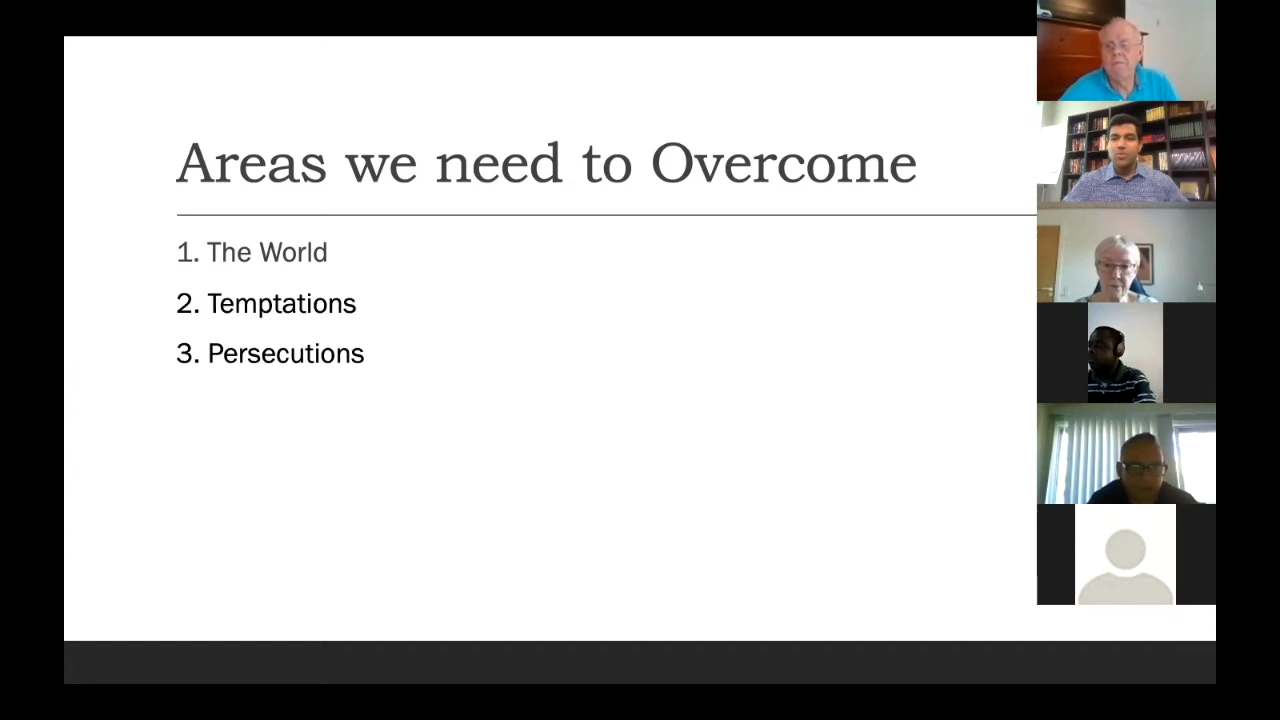 Areas we need to Overcome
1. The World
2. Temptations
3. Persecutions